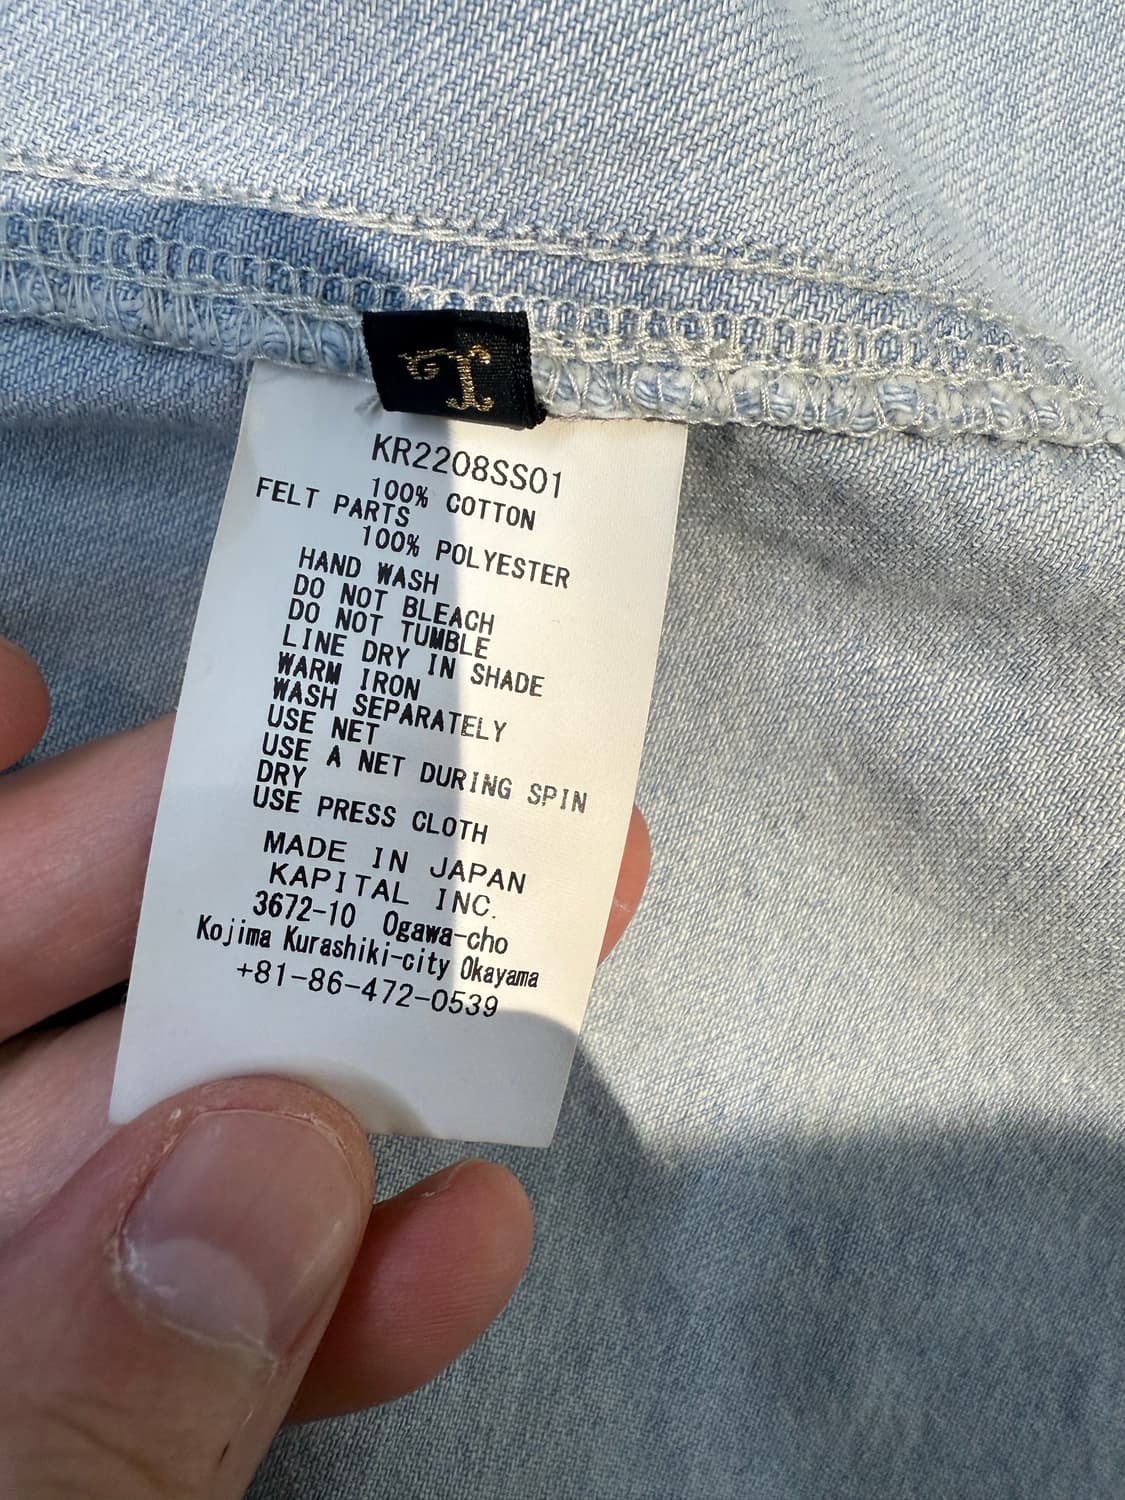 KR2208SS01
100% COTTON
FELT PARTS
100% POLYESTER
HAND WASH
DO NOT BLEACH
DO NOT TUMBLE
LINE DRY IN SHADE
WARM IRON
WASH SEPARATELY
USE NET
USE A NET DURING SPIN
DRY
USE PRESS CLOTH
MADE IN JAPAN
KAPITAL INC.
3672-10 Ogawa-cho
Kojima Kurashiki-city Okayama
+81-86-472-0539